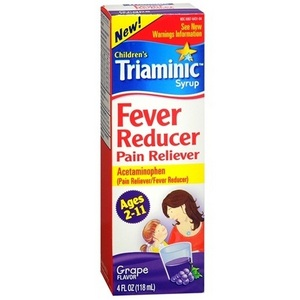 New!
See New
Warnings Information
Children's
Triaminic™
Syrup
Fever
Reducer
Pain Reliever
Acetaminophen
(Pain Reliever/Fever Reducer)
Ages
2-11
Grape
FLAVOR
4 FL OZ (118 mL)